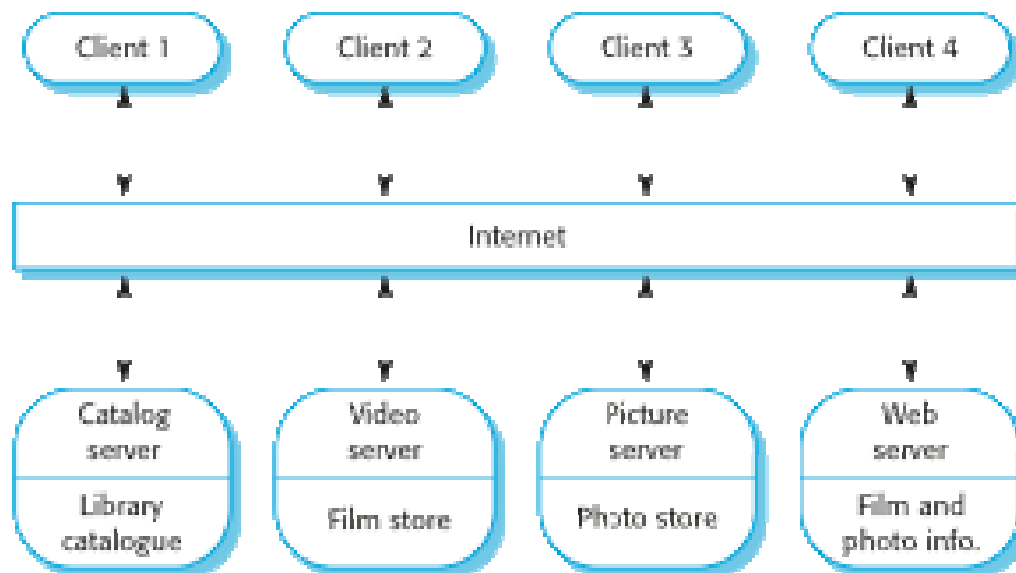 Client 1
Client 2
Client 3
Client 4
Internet
Catalog
server
Library
catalogue
Video
server
Film store
Picture
server
Photo store
Web
server
Film and
photo info.